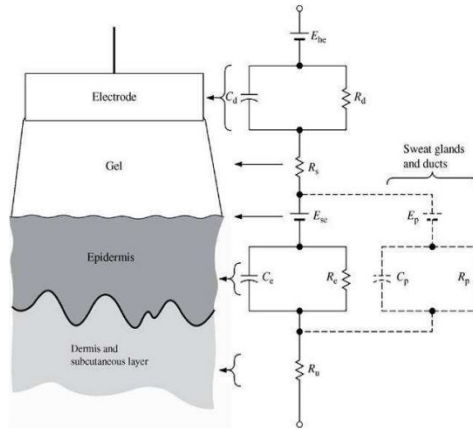 E_he
Electrode
C_d
R_d
Sweat glands
and ducts
Gel
R_s
E_se
E_p
Epidermis
C_e
R_e
C_p
R_p
Dermis and
subcutaneous layer
R_u